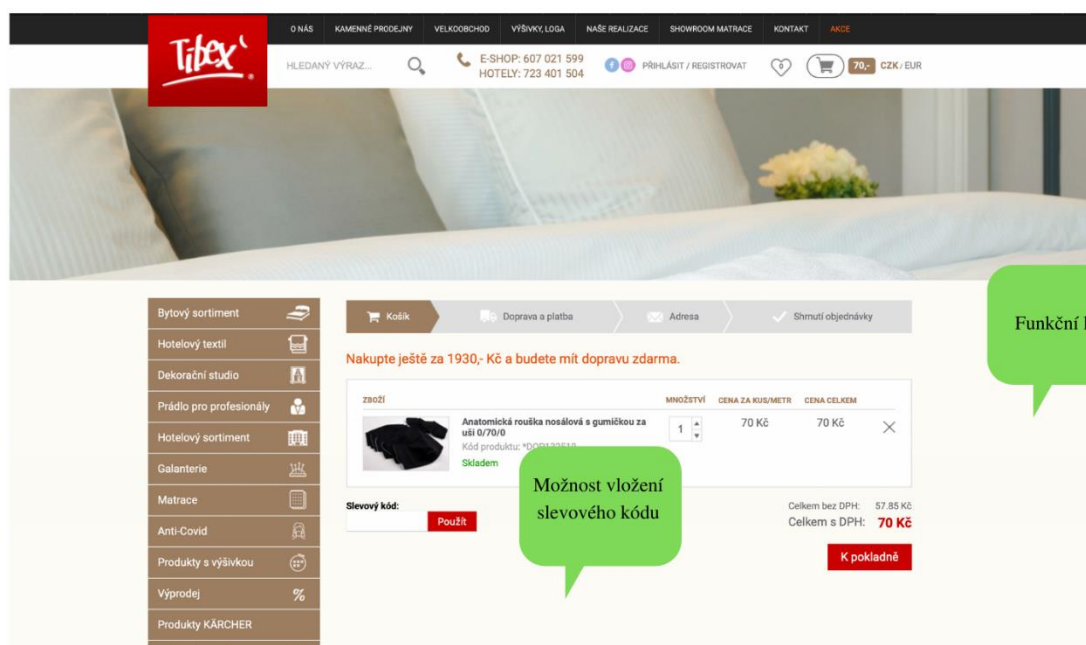 O NÁS KAMENNÉ PRODEJNY VELKOOBCHOD VÝŠIVKY, LOGA NAŠE REALIZACE SHOWROOM MATRACE KONTAKT AKCE
Tibex
HLEDANÝ VÝRAZ...
E-SHOP: 607 021 599
HOTELY: 723 401 504
PŘIHLÁSIT / REGISTROVAT
0
70,- CZK / EUR
Bytový sortiment
Hotelový textil
Dekorační studio
Prádlo pro profesionály
Hotelový sortiment
Galanterie
Matrace
Anti-Covid
Produkty s výšivkou
Výprodej
Produkty KÄRCHER
Košík Doprava a platba Adresa Shrnutí objednávky
Nakupte ještě za 1930,- Kč a budete mít dopravu zdarma.
ZBOŽÍ MNOŽSTVÍ CENA ZA KUS/METR CENA CELKEM
Anatomická rouška nosálová s gumičkou za
uši 0/70/0
1 70 Kč 70 Kč
Kód produktu:
Skladem
Slevový kód:
Použít
Možnost vložení
slevového kódu
Celkem bez DPH: 57.85 Kč
Celkem s DPH: 70 Kč
K pokladně
Funkční